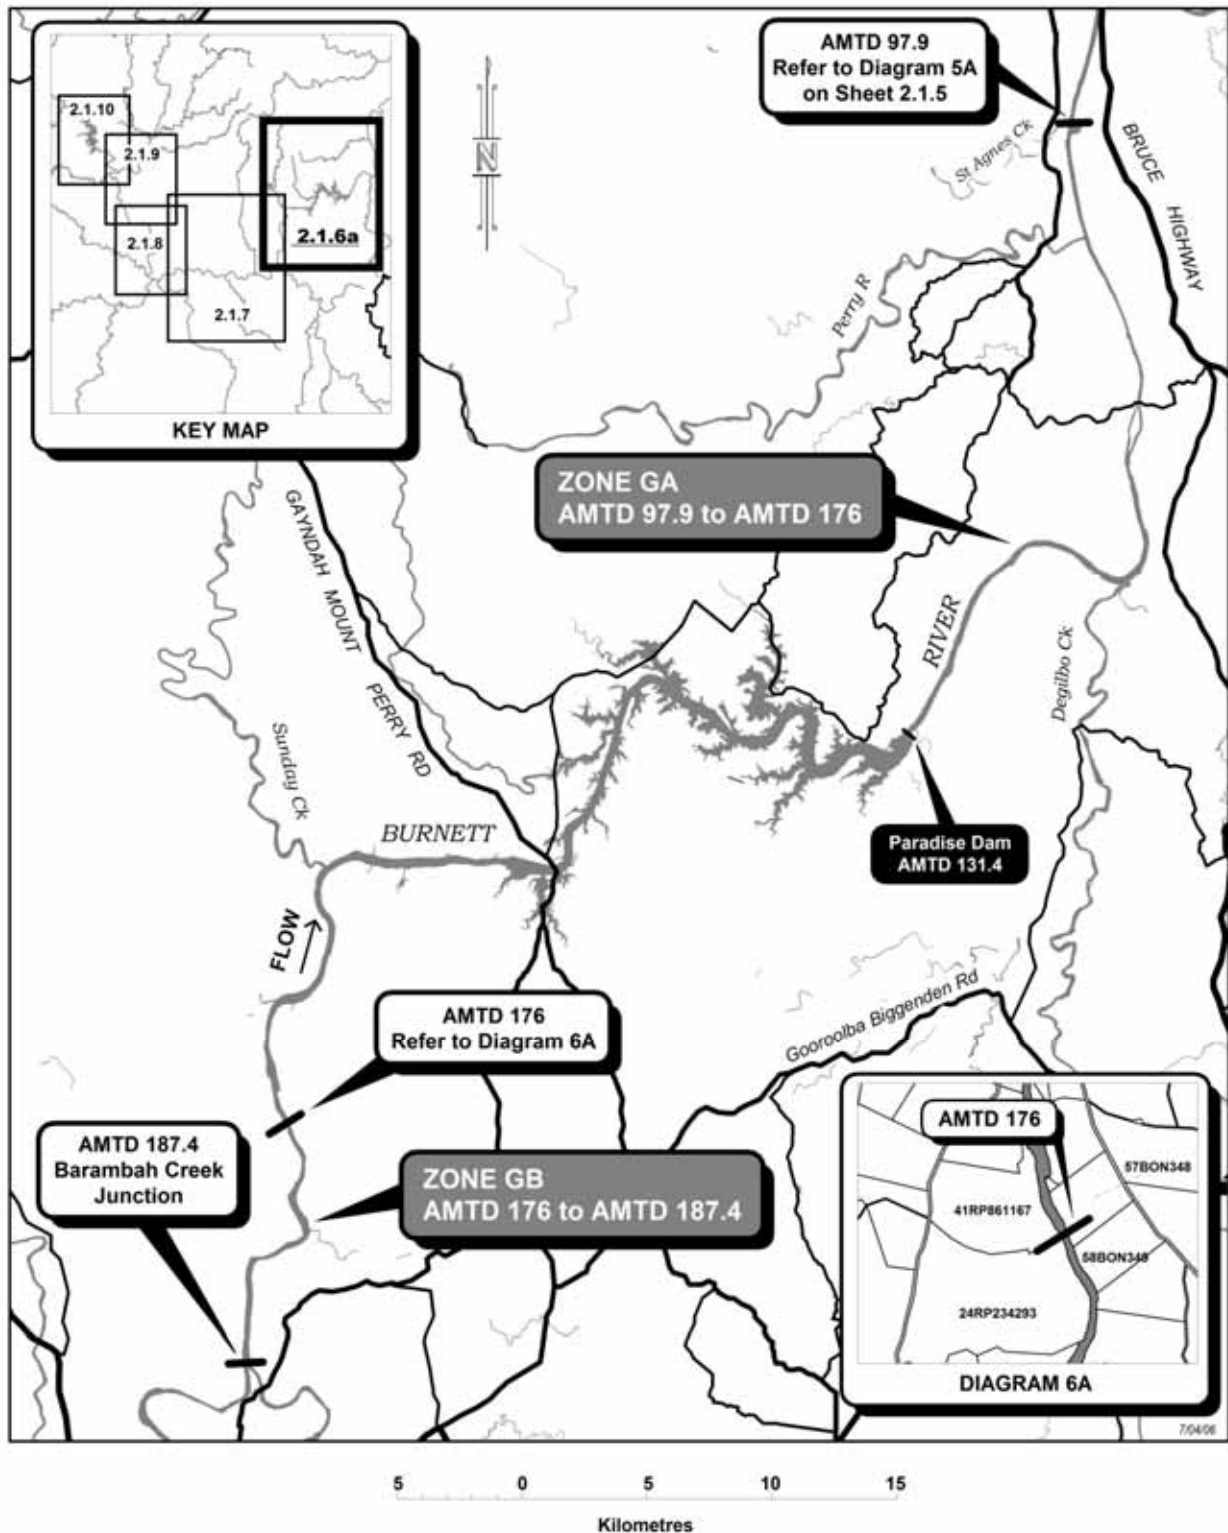 AMTD 97.9
Refer to Diagram 5A
on Sheet 2.1.5
2.1.10
2.1.9
2.1.8
2.1.6a
2.1.7
KEY MAP
N
St Agnes Ck
BRUCE
HIGHWAY
Perry R
ZONE GA
AMTD 97.9 to AMTD 176
GAYNDAH MOUNT
PERRY RD
RIVER
Degilbo Ck
Sunday Ck
BURNETT
Paradise Dam
AMTD 131.4
FLOW
AMTD 176
Refer to Diagram 6A
Gooroolba Biggenden Rd
AMTD 187.4
Barambah Creek
Junction
ZONE GB
AMTD 176 to AMTD 187.4
AMTD 176
57BON348
41RP861167
58BON348
24RP234293
DIAGRAM 6A
7/04/06
5 0 5 10 15
Kilometres